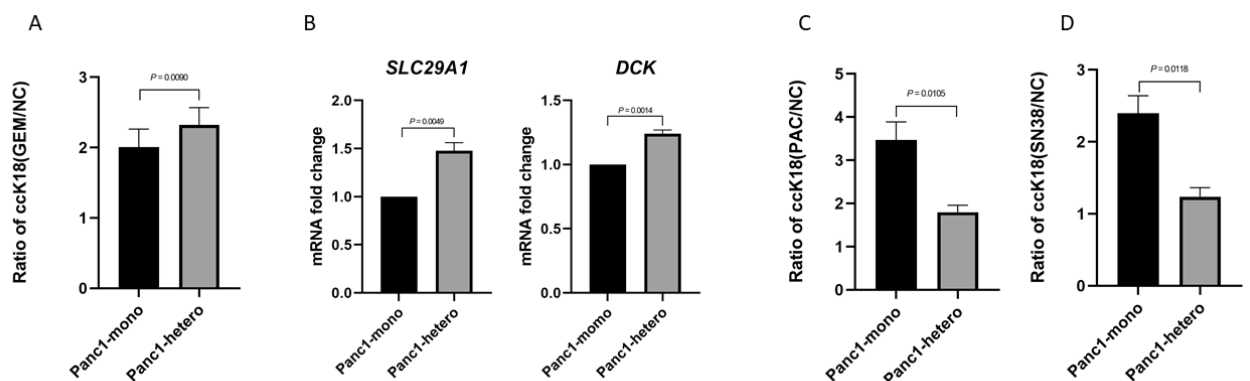 A
Ratio of ccK18(GEM/NC)
3
2
1
0
P = 0.0090
Panc1-mono
Panc1-hetero
B
SLC29A1
mRNA fold change
2.0
1.5
1.0
0.5
0.0
P = 0.0049
Panc1-momo
Panc1-hetero
DCK
mRNA fold change
1.5
1.0
0.5
0.0
P = 0.0014
Panc1-mono
Panc1-hetero
C
Ratio of ccK18(PAC/NC)
5
4
3
2
1
0
P = 0.0105
Panc1-mono
Panc1-hetero
D
Ratio of ccK18(SN38/NC)
3
2
1
0
P = 0.0118
Panc1-mono
Panc1-hetero